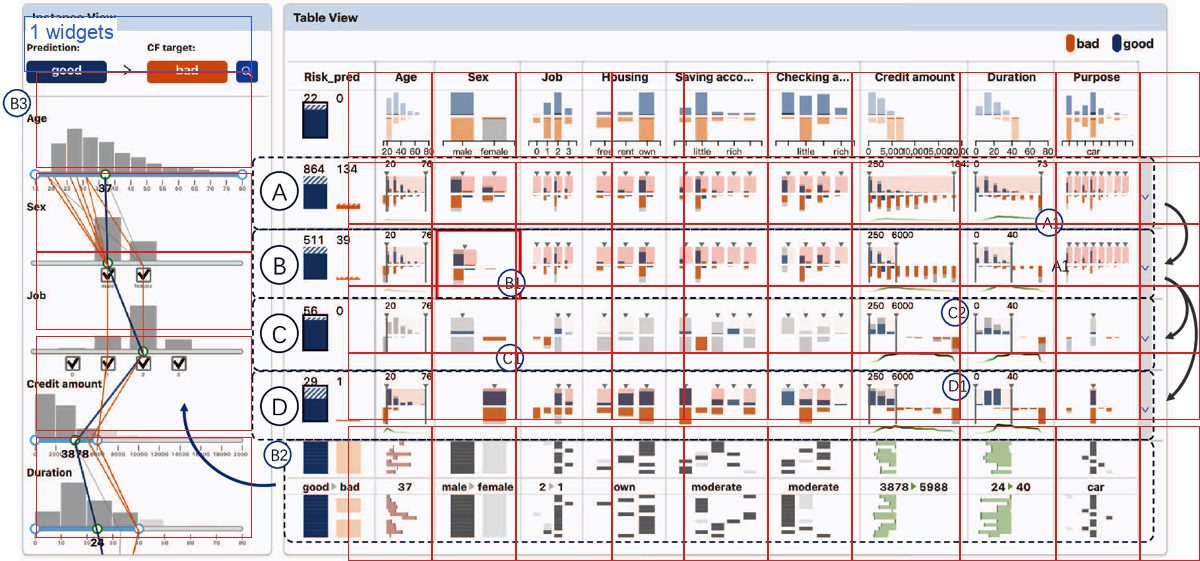 Instance View
1 widgets
Prediction:
CF target:
good
>
bad
B3
Age
37
Sex
male
female
Job
Credit amount
3878
Duration
0 10
24
Table View
bad good
Risk_pred Age Sex Job Housing Saving acco... Checking a... Credit amount Duration Purpose
22 0
20 40 60 80 male female 0 1 2 3 free rent own little rich little rich 0 5,00010,00015,00020,00 0 20 40 60 80 car
A
864 134
20 76
250
0 73
A1
B
511 39
20 76
B1
250 6000
0 40
A1
C
56 0
20 76
C1
250 6000
C2
0 40
D
29 1
20 76
250 6000
D1
0 40
B2
good bad 37 male female 2 1 own moderate moderate 3878 5988 24 40 car